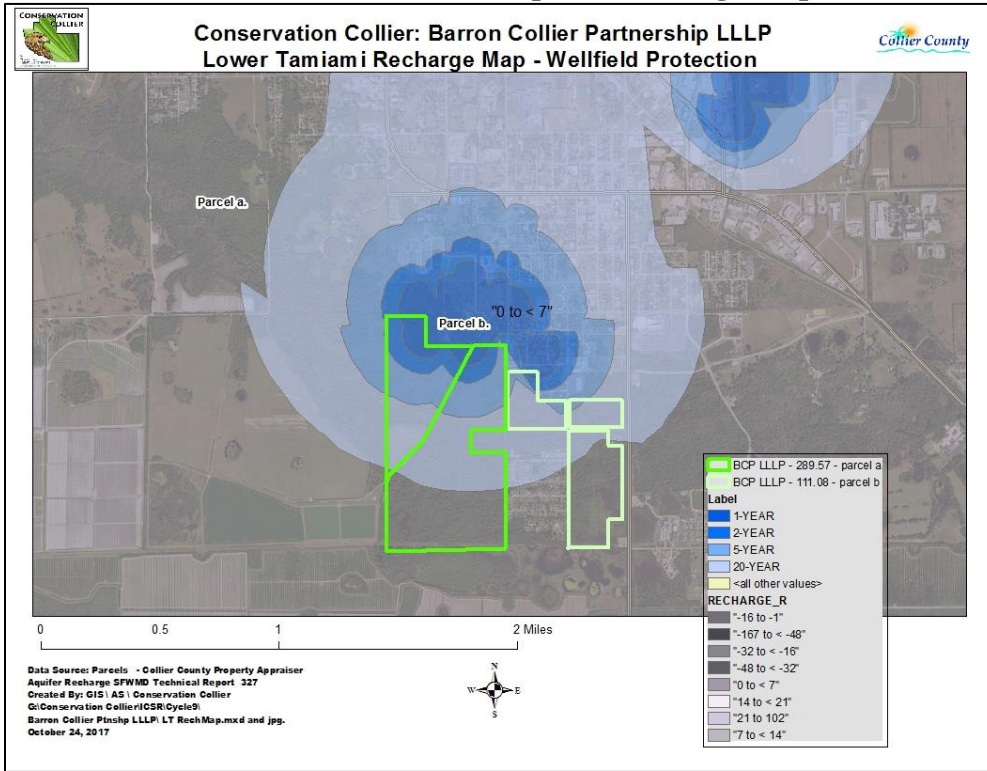 CONSERVATION
COLLIER
Conservation Collier: Barron Collier Partnership LLLP
Lower Tamiami Recharge Map - Wellfield Protection
Collier County
Parcel a.
"0 to < 7"
Parcel b.
BCP LLLP - 289.57 - parcel a
BCP LLLP - 111.08 - parcel b
Label
1-YEAR
2-YEAR
5-YEAR
20-YEAR
<all other values>
RECHARGE_R
"-16 to -1"
"-167 to < -48"
"-32 to < -16"
"-48 to < -32"
"0 to < 7"
"14 to < 21"
"21 to 102"
"7 to < 14"
0 0.5 1 2 Miles
Data Source: Parcels - Collier County Property Appraiser
Aquifer Recharge SFWMD Technical Report 327
Created By: GIS \ AS \ Conservation Collier
G:\Conservation Collier\ICSR\Cycle9\
Barron Collier Ptnshp LLLP\ LT RechMap.mxd and jpg.
October 24, 2017
N
W E
S